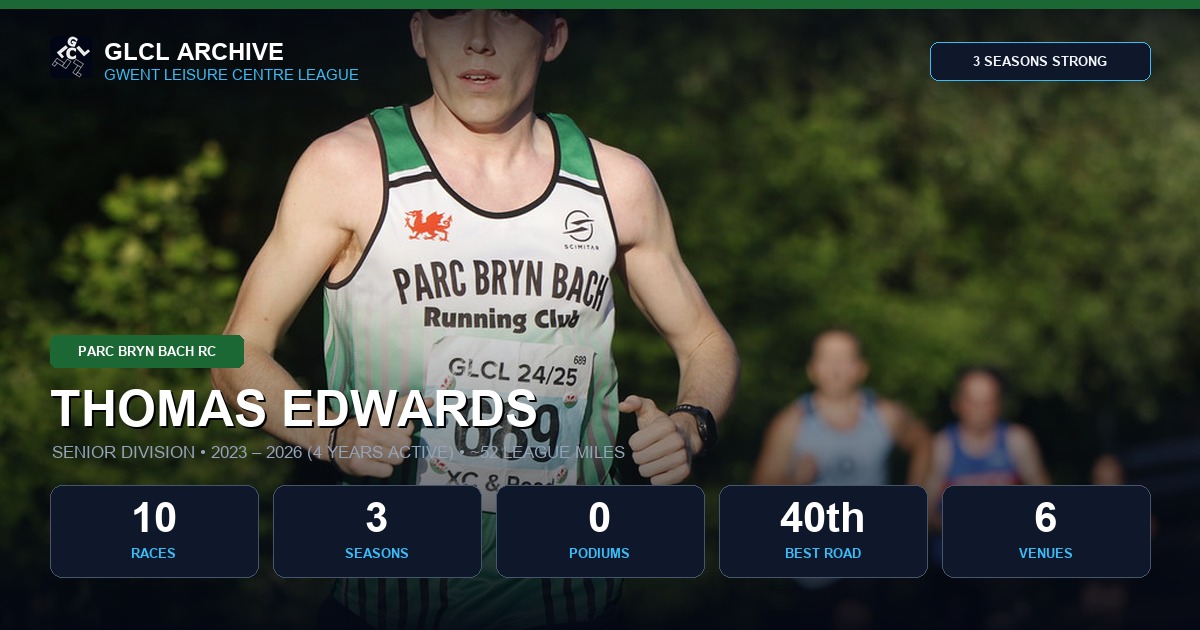 GLCL ARCHIVE
GWENT LEISURE CENTRE LEAGUE
3 SEASONS STRONG
SCIMITAR
PARC BRYN BACH
Running Club
GLCL 24/25
689
689
XC & Road
PARC BRYN BACH RC
THOMAS EDWARDS
SENIOR DIVISION • 2023 – 2026 (4 YEARS ACTIVE) • ~52 LEAGUE MILES
10
RACES
3
SEASONS
0
PODIUMS
40th
BEST ROAD
6
VENUES